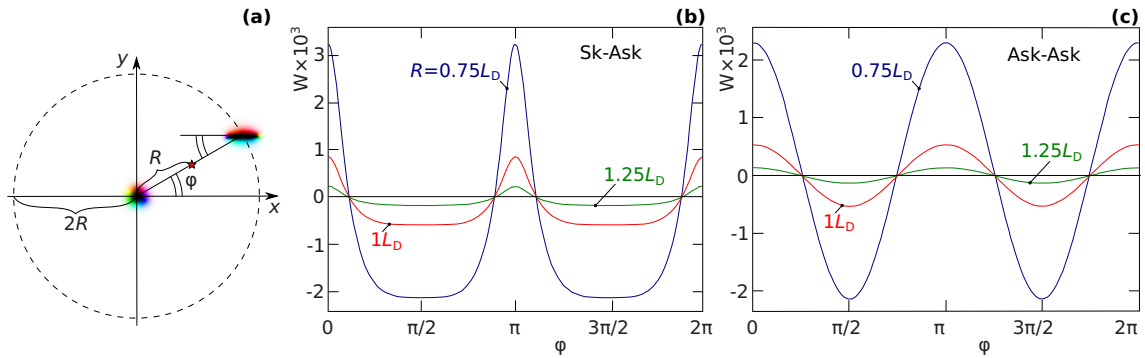 (a)
y
R
φ
x
2R
(b)
Sk-Ask
W×10³
3
2
1
0
-1
-2
R=0.75L_D
1.25L_D
1L_D
0
π/2
π
3π/2
2π
φ
(c)
Ask-Ask
W×10³
2
1
0
-1
-2
0.75L_D
1.25L_D
1L_D
0
π/2
π
3π/2
2π
φ